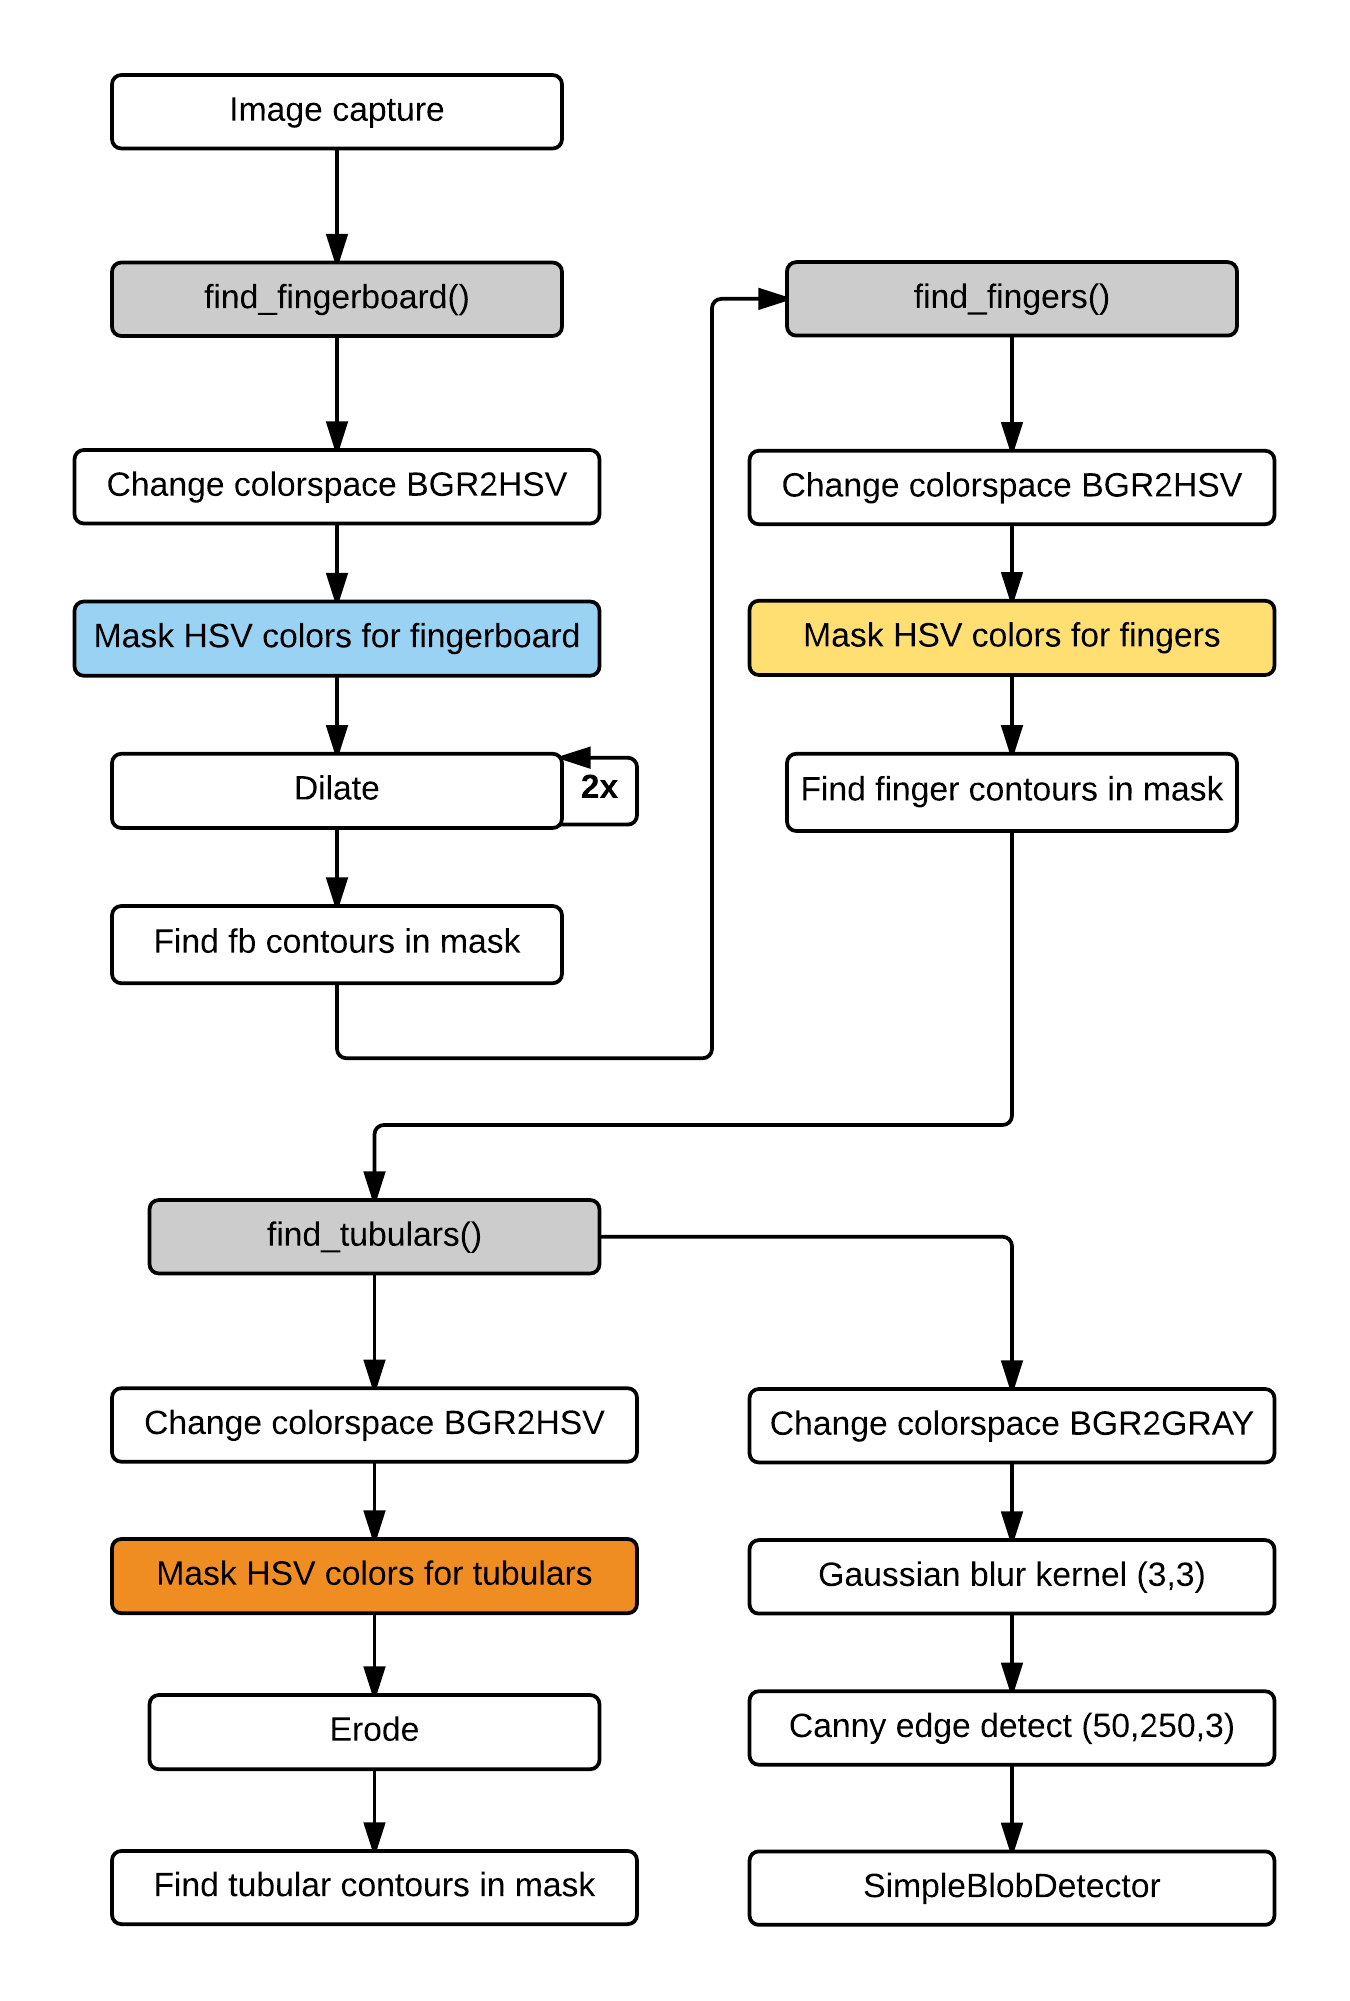 Image capture
find_fingerboard()
Change colorspace BGR2HSV
Mask HSV colors for fingerboard
Dilate
2x
Find fb contours in mask
find_fingers()
Change colorspace BGR2HSV
Mask HSV colors for fingers
Find finger contours in mask
find_tubulars()
Change colorspace BGR2HSV
Mask HSV colors for tubulars
Erode
Find tubular contours in mask
Change colorspace BGR2GRAY
Gaussian blur kernel (3,3)
Canny edge detect (50,250,3)
SimpleBlobDetector